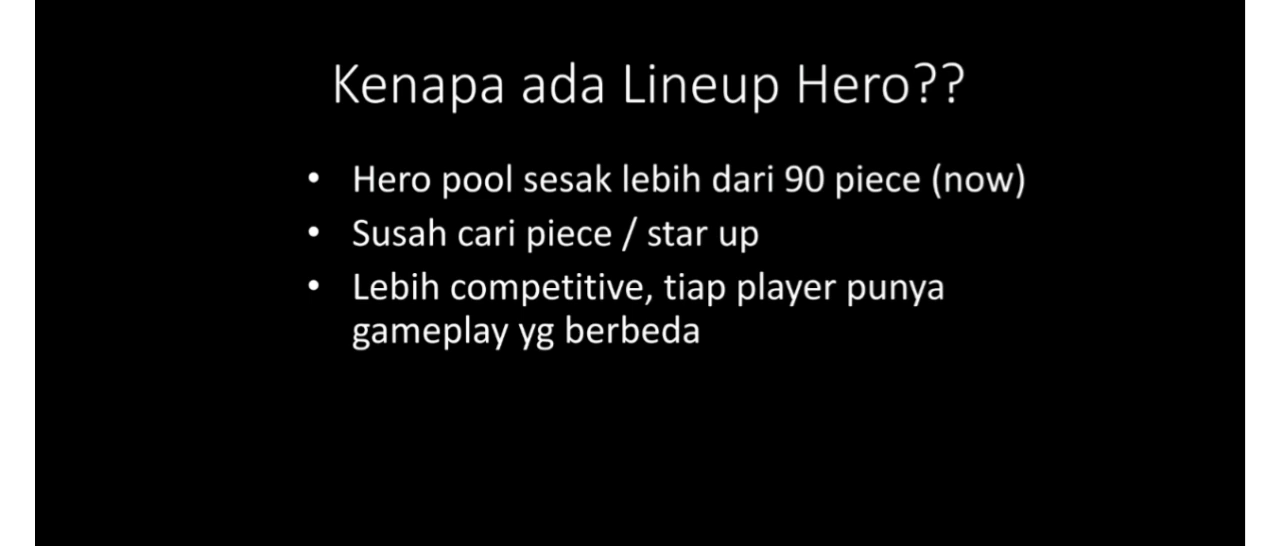 Kenapa ada Lineup Hero??
• Hero pool sesak lebih dari 90 piece (now)
• Susah cari piece / star up
• Lebih competitive, tiap player punya
gameplay yg berbeda